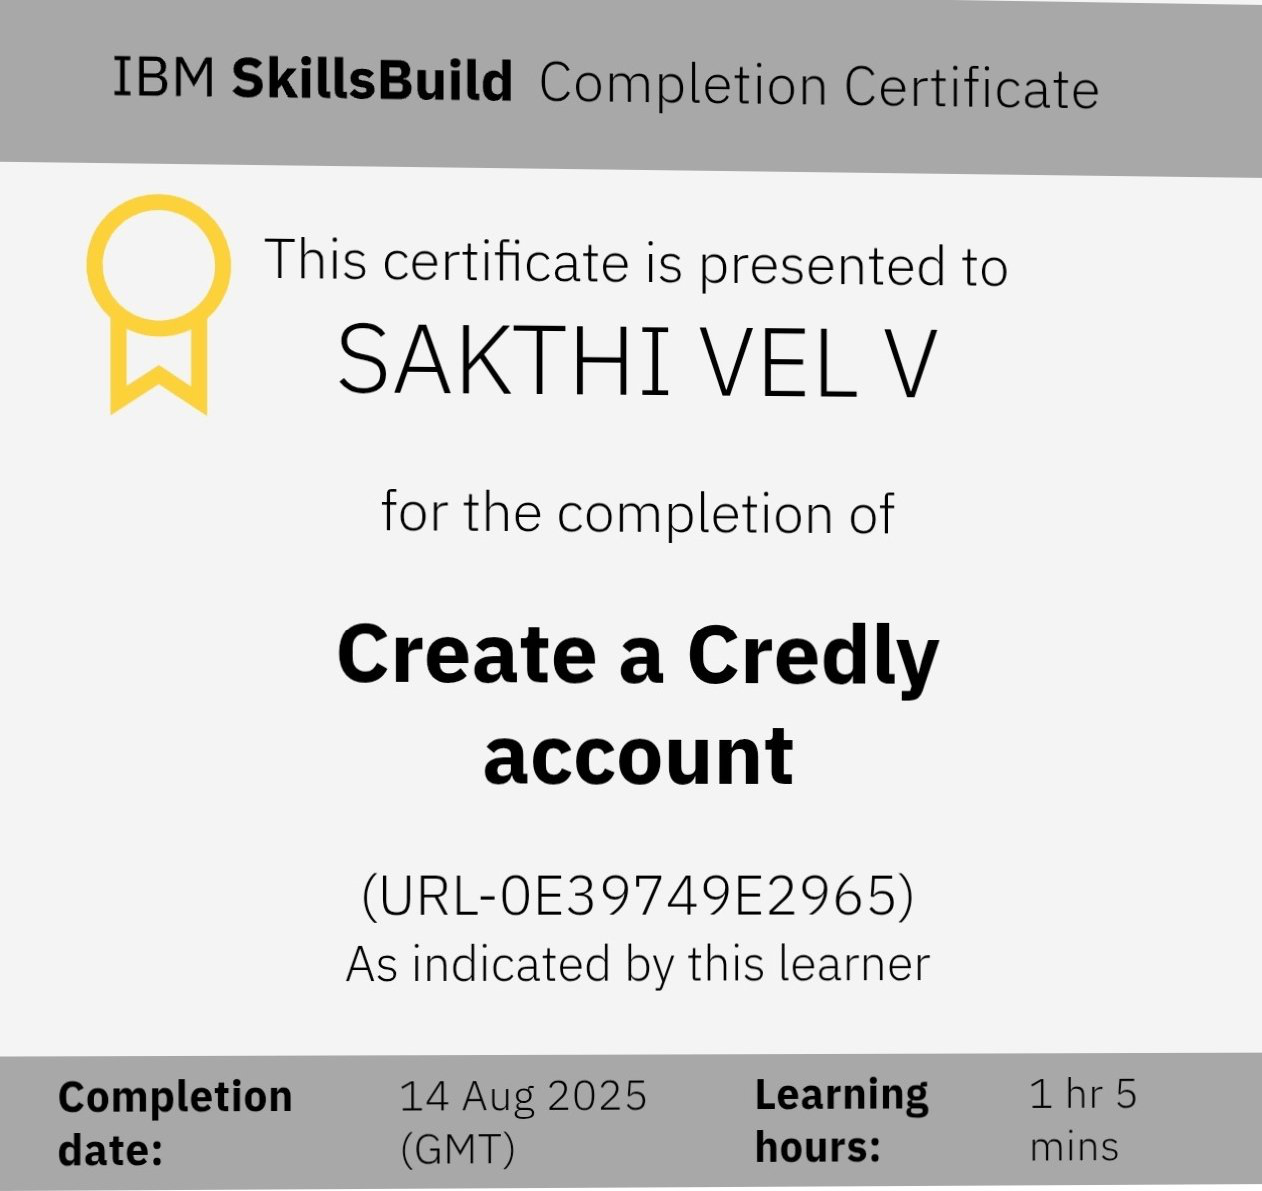 IBM SkillsBuild Completion Certificate
This certificate is presented to
SAKTHI VEL V
for the completion of
Create a Credly
account
(URL-0E39749E2965)
As indicated by this learner
Completion date: 14 Aug 2025 (GMT) Learning hours: 1 hr 5 mins